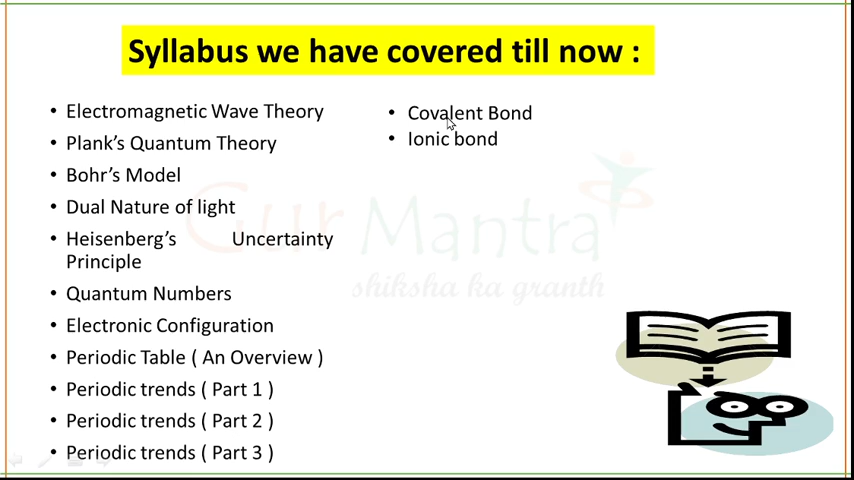 Syllabus we have covered till now :
• Electromagnetic Wave Theory
• Plank's Quantum Theory
• Bohr's Model
• Dual Nature of light
• Heisenberg's Uncertainty
Principle
• Quantum Numbers
• Electronic Configuration
• Periodic Table ( An Overview )
• Periodic trends ( Part 1 )
• Periodic trends ( Part 2 )
• Periodic trends ( Part 3 )
• Covalent Bond
• Ionic bond
Gur Mantra
shiksha ka granth